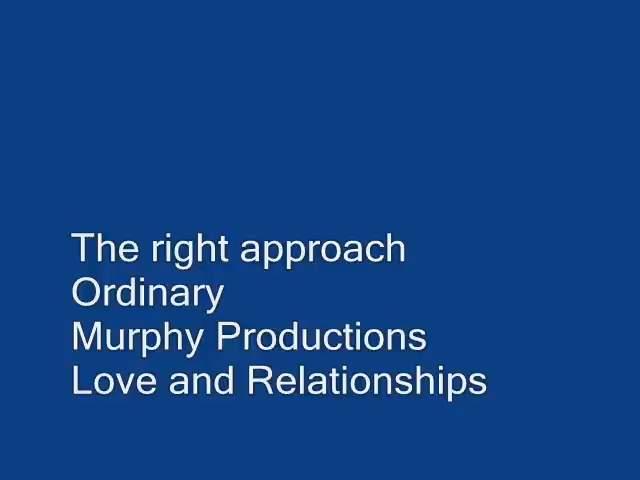 The right approach
Ordinary
Murphy Productions
Love and Relationships